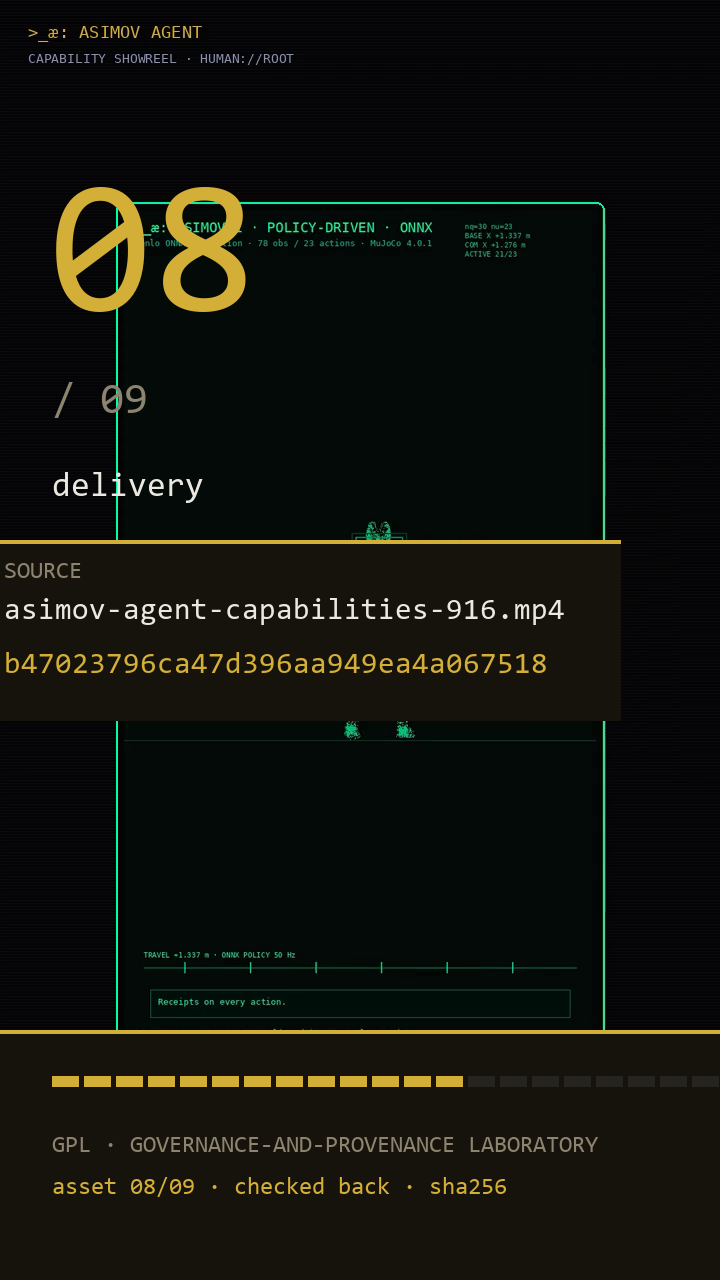 >_æ: ASIMOV AGENT
CAPABILITY SHOWREEL · HUMAN://ROOT
08
· POLICY-DRIVEN · ONNX
· 78 obs / 23 actions · MuJoCo 4.0.1
nq=30 nu=23
BASE X +1.337 m
COM X +1.276 m
ACTIVE 21/23
/ 09
delivery
SOURCE
asimov-agent-capabilities-916.mp4
b47023796ca47d396aa949ea4a067518
TRAVEL +1.337 m · ONNX POLICY 50 Hz
Receipts on every action.
GPL · GOVERNANCE-AND-PROVENANCE LABORATORY
asset 08/09 · checked back · sha256